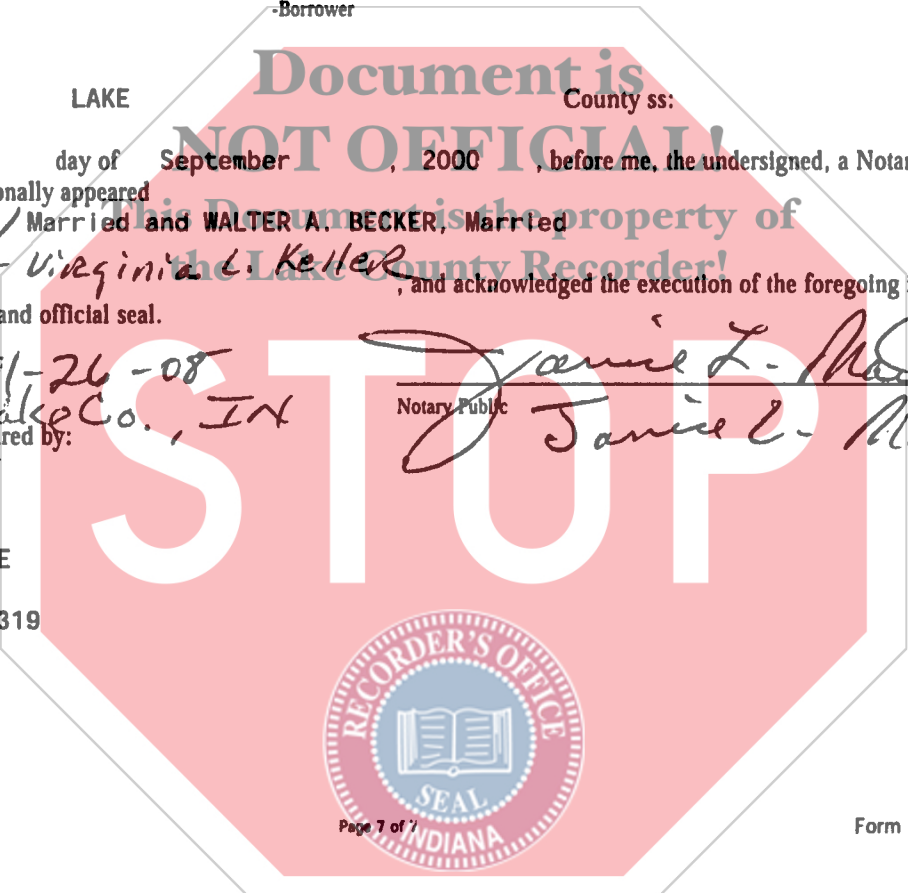 -Borrower
Document is
LAKE County ss:
NOT OFFICIAL!
day of September , 2000 , before me, the undersigned, a Notar
onally appeared
This Document is the property of
Married and WALTER A. BECKER, Married
the Lake County Recorder!
Virginia L. Keller
, and acknowledged the execution of the foregoing
and official seal.
-26-08 Janice L.
Co., IN
Notary Public
Janice L.
red by:
STOP
E
319
RECORDER'S OFFICE
SEAL
INDIANA
Page 7 of 7
Form